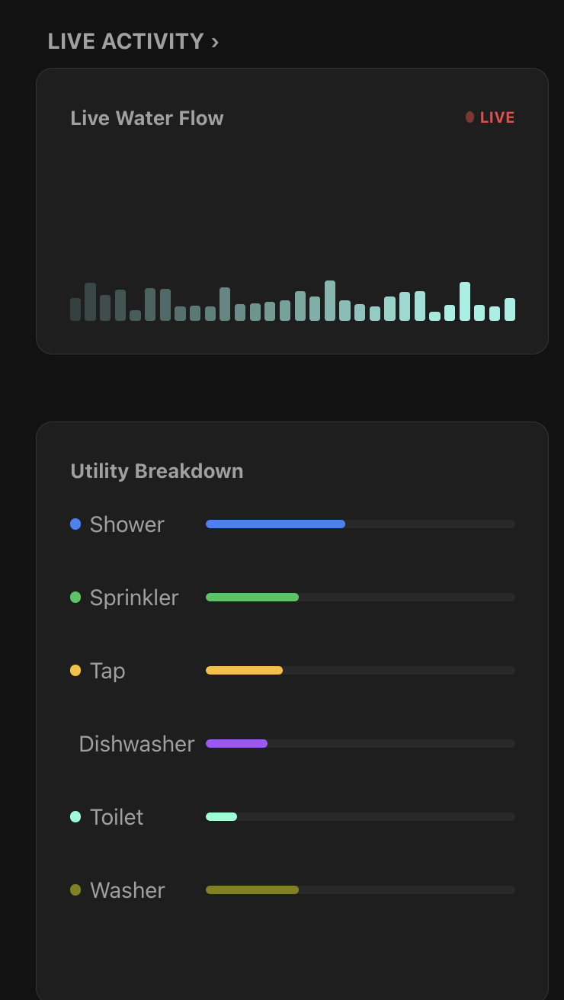 LIVE ACTIVITY ›
Live Water Flow
LIVE
Utility Breakdown
Shower
Sprinkler
Tap
Dishwasher
Toilet
Washer